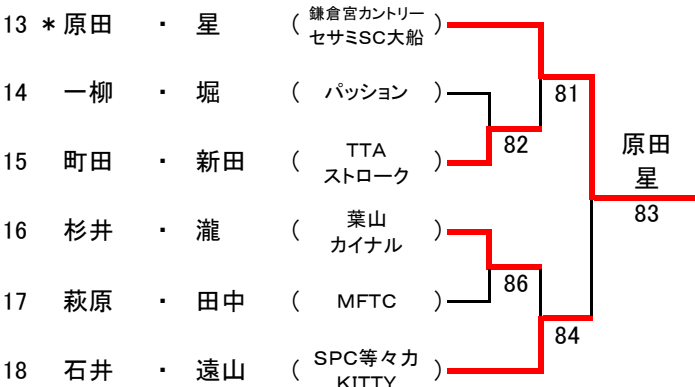 13 *原田 ・ 星 (鎌倉宮カントリー
セサミSC大船)
81
14 一柳 ・ 堀 ( パッション )
82
15 町田 ・ 新田 ( TTA
ストローク )
原田
星
83
16 杉井 ・ 瀧 ( 葉山
カイナル )
86
17 萩原 ・ 田中 ( MFTC )
84
18 石井 ・ 遠山 ( SPC等々力
KITTY )